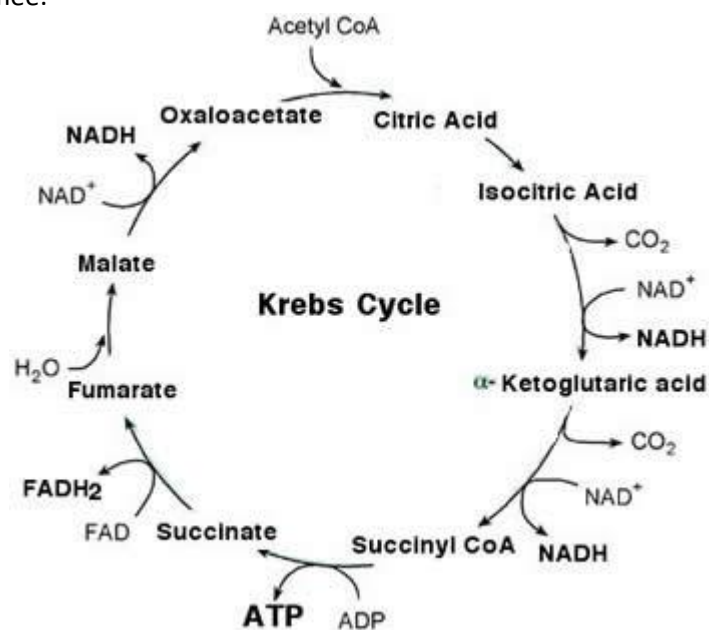 Acetyl CoA
Oxaloacetate
Citric Acid
NADH
NAD⁺
Isocitric Acid
CO₂
Malate
NAD⁺
Krebs Cycle
NADH
H₂O
Fumarate
α- Ketoglutaric acid
CO₂
FADH2
NAD⁺
FAD
Succinate
Succinyl CoA
NADH
ATP
ADP